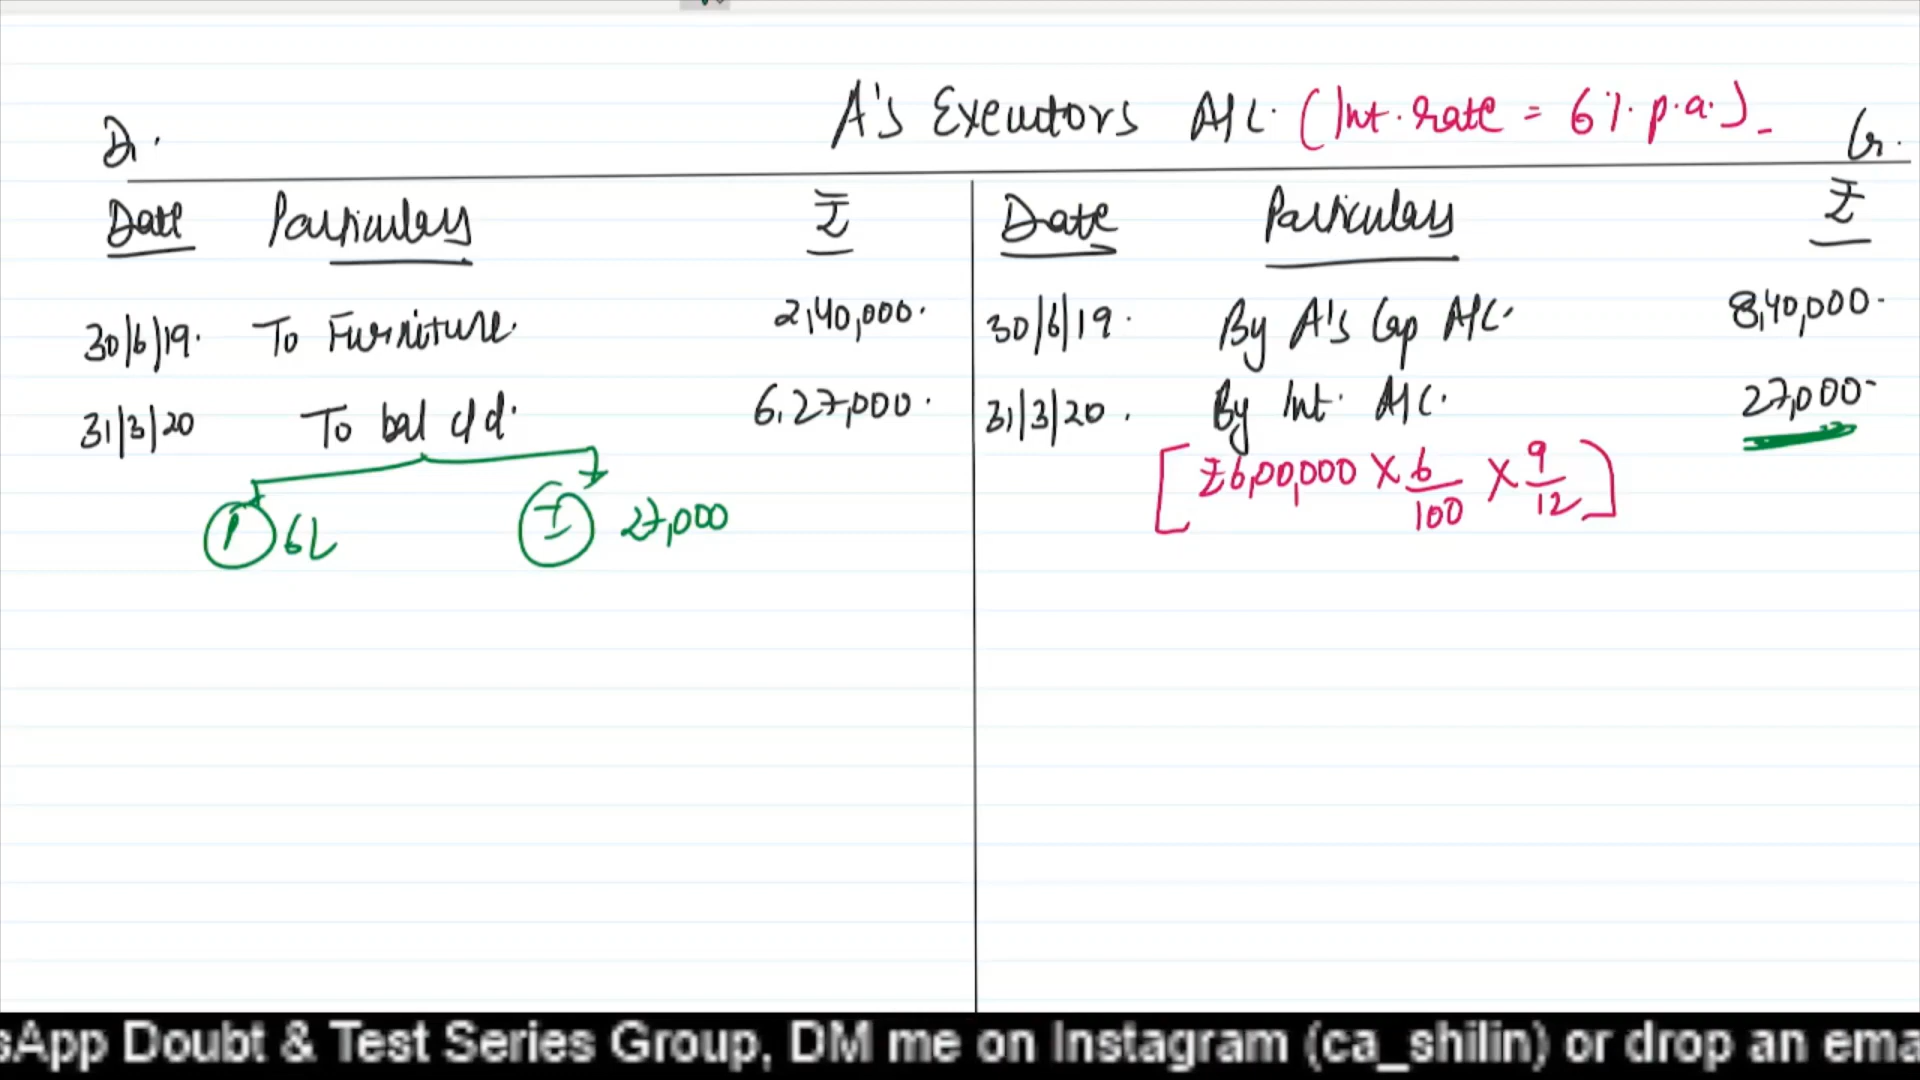 A's Executors A/C. (Int. rate = 6%. p.a.)
Dr. Cr.
Date Particulars ₹ Date Particulars ₹
30/6/19. To Furniture. 2,40,000. 30/6/19. By A's Cap A/C. 8,40,000.
31/3/20 To bal c/d. 6,27,000. 31/3/20. By Int. A/C. 27,000.
[₹6,00,000 X 6/100 X 9/12]
P 6L I 27,000
sApp Doubt & Test Series Group, DM me on Instagram (ca_shilin) or drop an ema